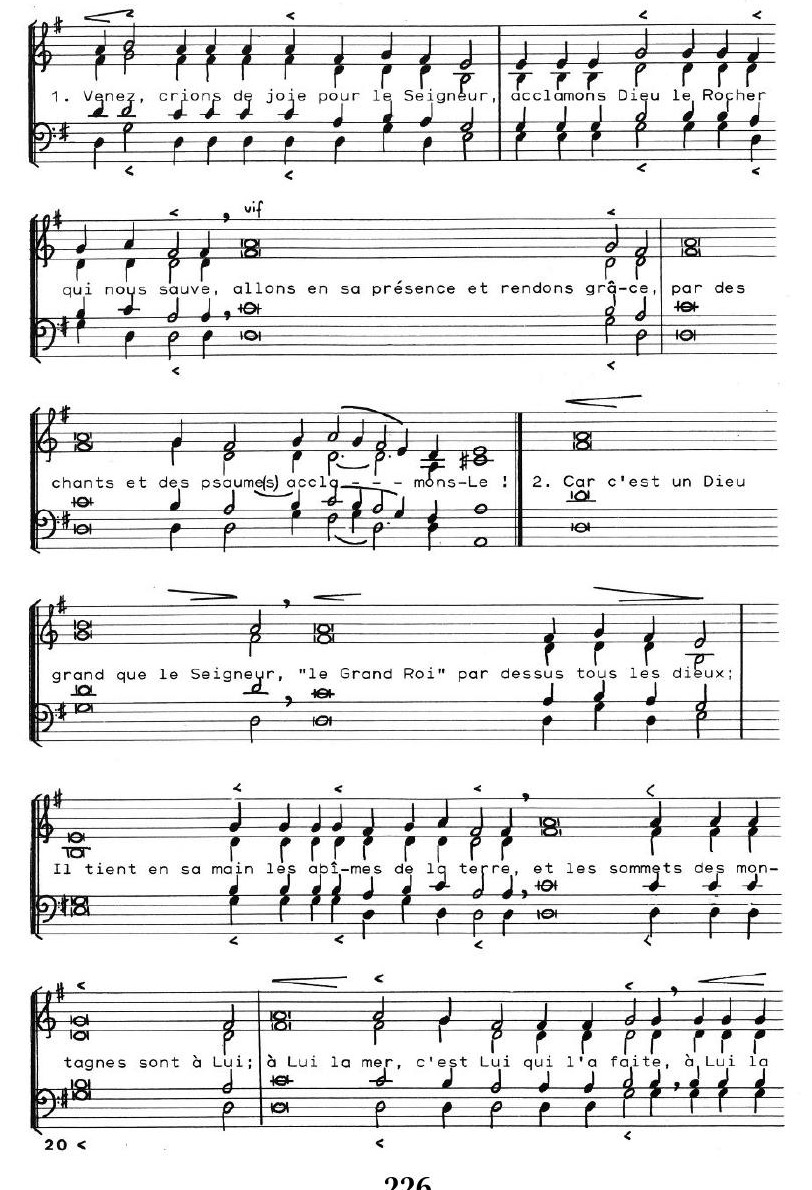 1. Venez, crions de joie pour le Seigneur, acclamons Dieu le Rocher
vif
qui nous sauve, allons en sa présence et rendons grâ-ce, par des
chants et des psaume(s) accla - - - mons-Le ! 2. Car c'est un Dieu
grand que le Seigneur, "le Grand Roi" par dessus tous les dieux;
Il tient en sa main les abî-mes de la terre, et les sommets des mon-
tagnes sont à Lui; à Lui la mer, c'est Lui qui l'a faite, à Lui la
20
226